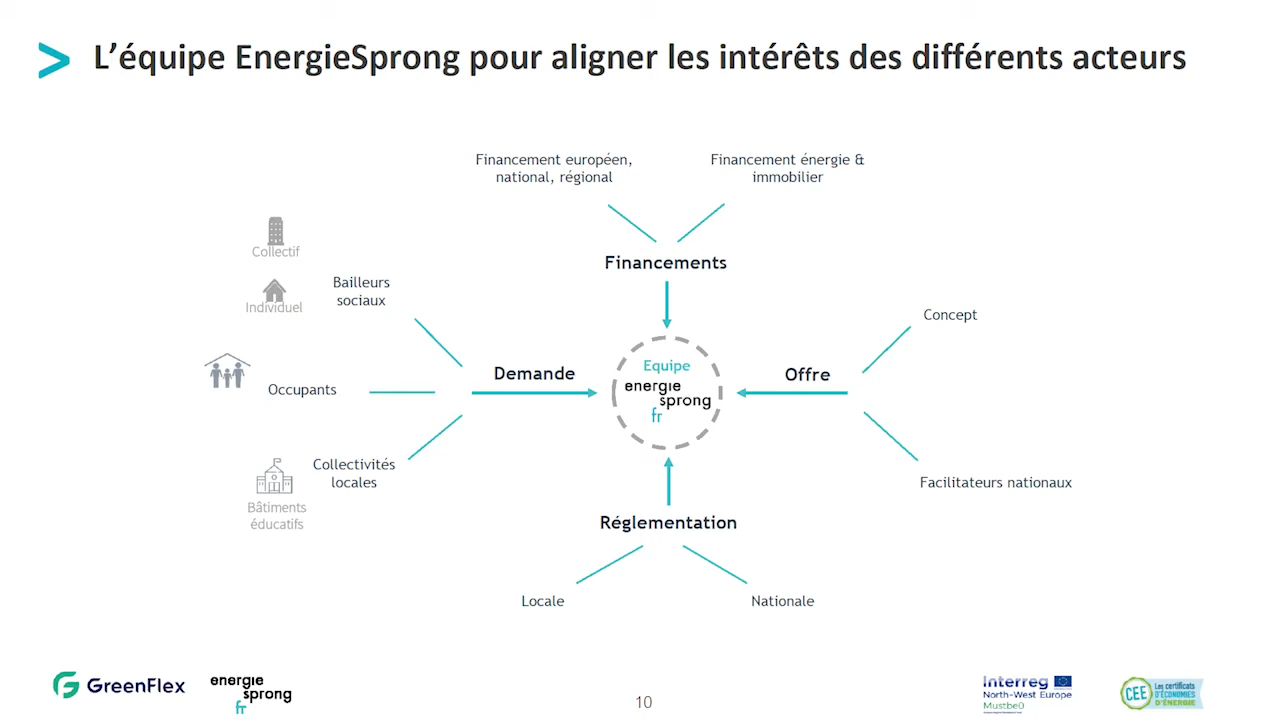 > L’équipe EnergieSprong pour aligner les intérêts des différents acteurs
Financement européen,
national, régional
Financement énergie &
immobilier
Financements
Collectif
Individuel
Bailleurs
sociaux
Occupants
Collectivités
locales
Bâtiments
éducatifs
Demande
Equipe
energie
sprong
fr
Offre
Concept
Facilitateurs nationaux
Réglementation
Locale
Nationale
GreenFlex
energie
sprong
fr
10
Interreg
North-West Europe
Mustbe0
CEE
Les certificats
D'ÉCONOMIES
D'ÉNERGIE